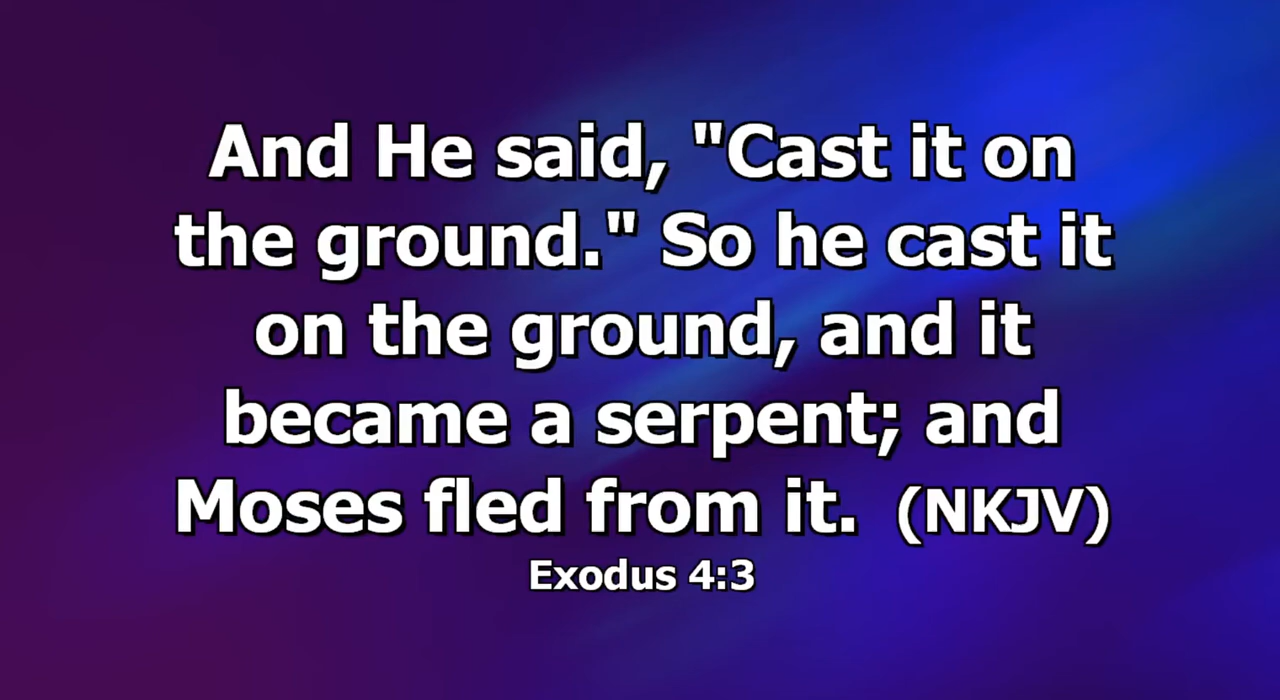 And He said, "Cast it on
the ground." So he cast it
on the ground, and it
became a serpent; and
Moses fled from it. (NKJV)
Exodus 4:3